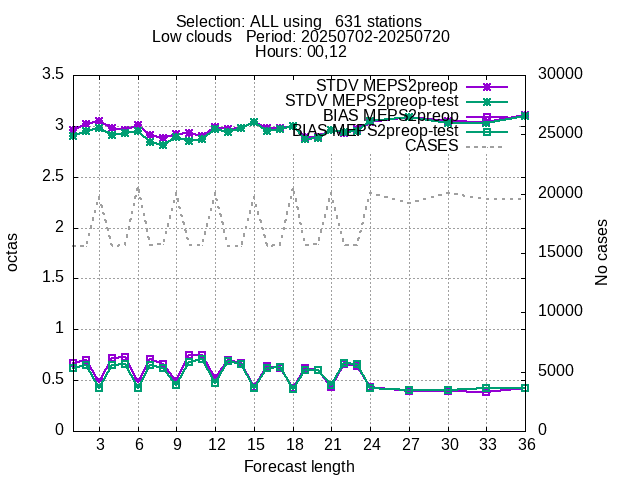 Selection: ALL using   631 stations
Low clouds   Period: 20250702-20250720
Hours: 00,12
3.5
3
2.5
2
1.5
1
0.5
0
30000
25000
20000
15000
10000
5000
0
octas
No cases
STDV MEPS2preop
STDV MEPS2preop-test
BIAS MEPS2preop
BIAS MEPS2preop-test
CASES
3 6 9 12 15 18 21 24 27 30 33 36
Forecast length